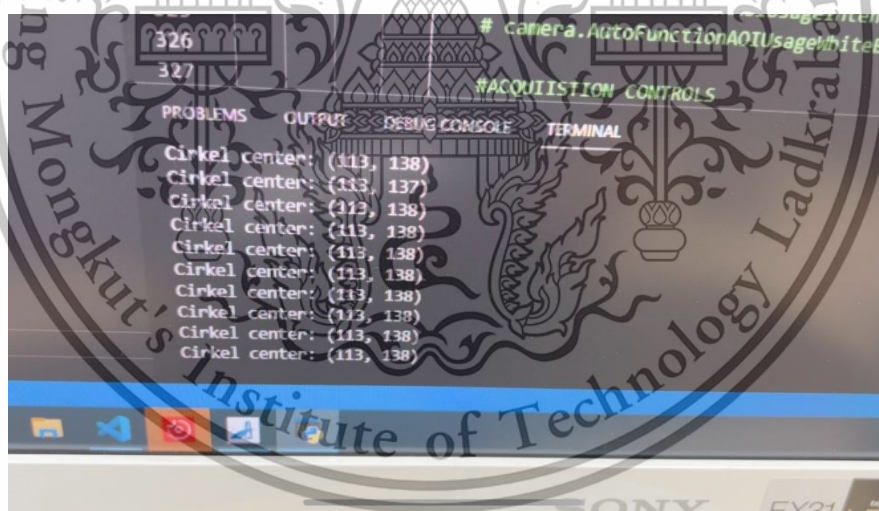 326
# camera.AutoFunctionAOIUsageWhiteB
327
#ACQUIISTION CONTROLS
PROBLEMS OUTPUT DEBUG CONSOLE TERMINAL
Cirkel center: (113, 138)
Cirkel center: (113, 137)
Cirkel center: (113, 138)
Cirkel center: (113, 138)
Cirkel center: (113, 138)
Cirkel center: (113, 138)
Cirkel center: (113, 138)
Cirkel center: (113, 138)
Cirkel center: (113, 138)
Cirkel center: (113, 138)
Mongkut's Institute of Technology Ladkrab
SONY